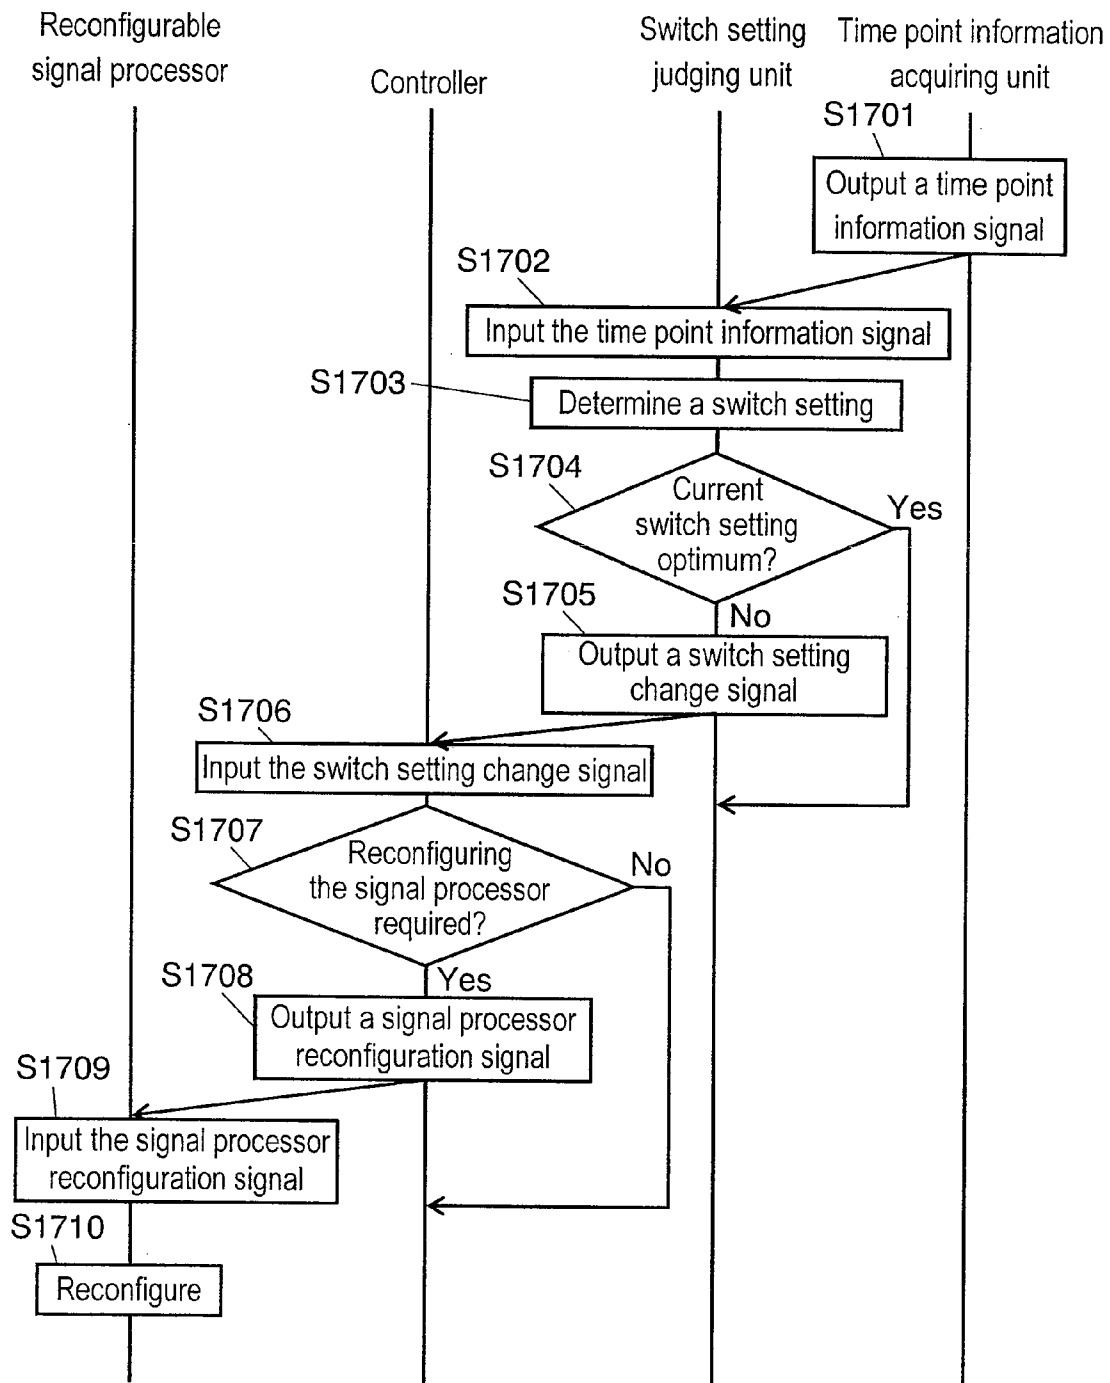 Reconfigurable
signal processor
Controller
Switch setting
judging unit
Time point information
acquiring unit
S1701
Output a time point
information signal
S1702
Input the time point information signal
S1703
Determine a switch setting
S1704
Current
switch setting
optimum?
Yes
No
S1705
Output a switch setting
change signal
S1706
Input the switch setting change signal
S1707
Reconfiguring
the signal processor
required?
No
Yes
S1708
Output a signal processor
reconfiguration signal
S1709
Input the signal processor
reconfiguration signal
S1710
Reconfigure